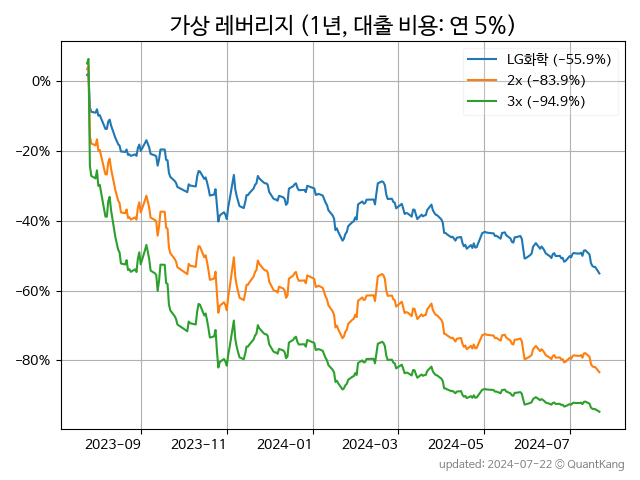 가상 레버리지 (1년, 대출 비용: 연 5%)
LG화학 (−55.9%)
2x (−83.9%)
3x (−94.9%)
0%
−20%
−40%
−60%
−80%
2023-09 2023-11 2024-01 2024-03 2024-05 2024-07
updated: 2024-07-22 © QuantKang